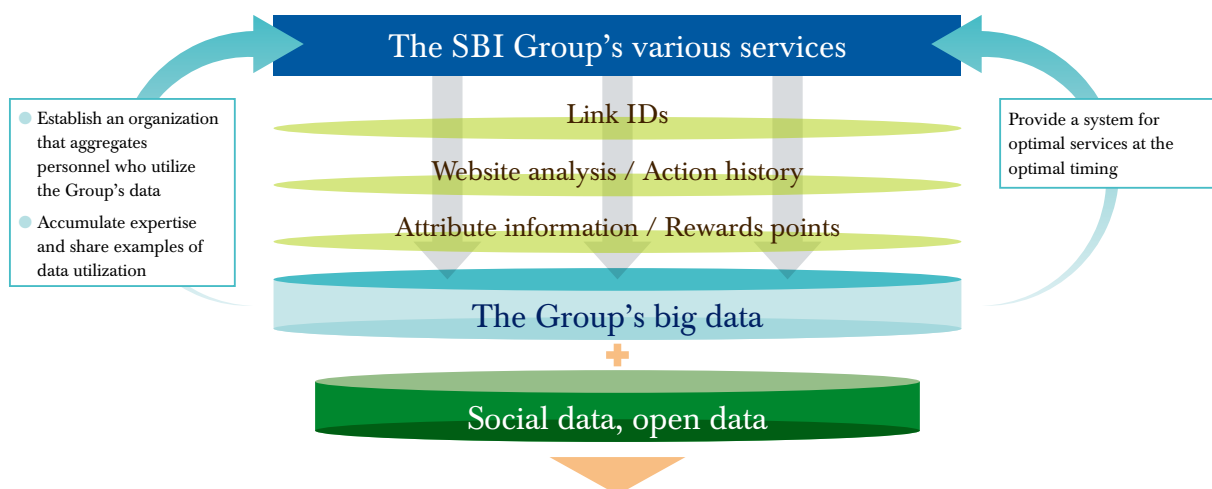 The SBI Group’s various services
Establish an organization
that aggregates
personnel who utilize
the Group’s data
Accumulate expertise
and share examples of
data utilization
Link IDs
Website analysis / Action history
Attribute information / Rewards points
Provide a system for
optimal services at the
optimal timing
The Group’s big data
Social data, open data